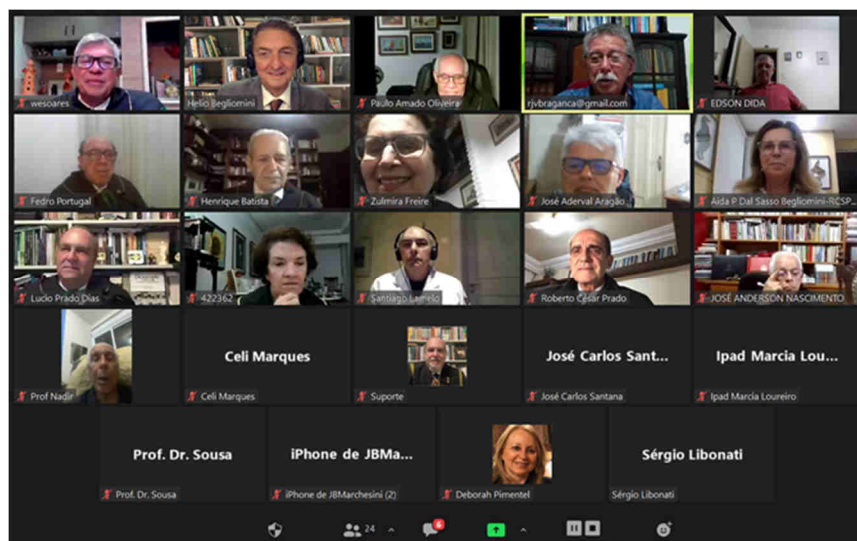 wesoares
Helio Begliomini
Paulo Amado Oliveira
rjvbraganca@gmail.com
EDSON DIDA
Fedro Portugal
Henrique Batista
Zulmira Freire
José Aderval Aragão
Aida P Dal Sasso Begliomini-RCSP...
Lucio Prado Dias
422362
Santiago Lamelo
Roberto César Prado
JOSÉ ANDERSON NASCIMENTO
Prof Nadir
Celi Marques
Celi Marques
Suporte
José Carlos Sant...
José Carlos Santana
Ipad Marcia Lou...
Ipad Marcia Loureiro
Prof. Dr. Sousa
Prof. Dr. Sousa
iPhone de JBMa...
iPhone de JBMarchesini (2)
Deborah Pimentel
Sérgio Libonati
Sérgio Libonati
24
6